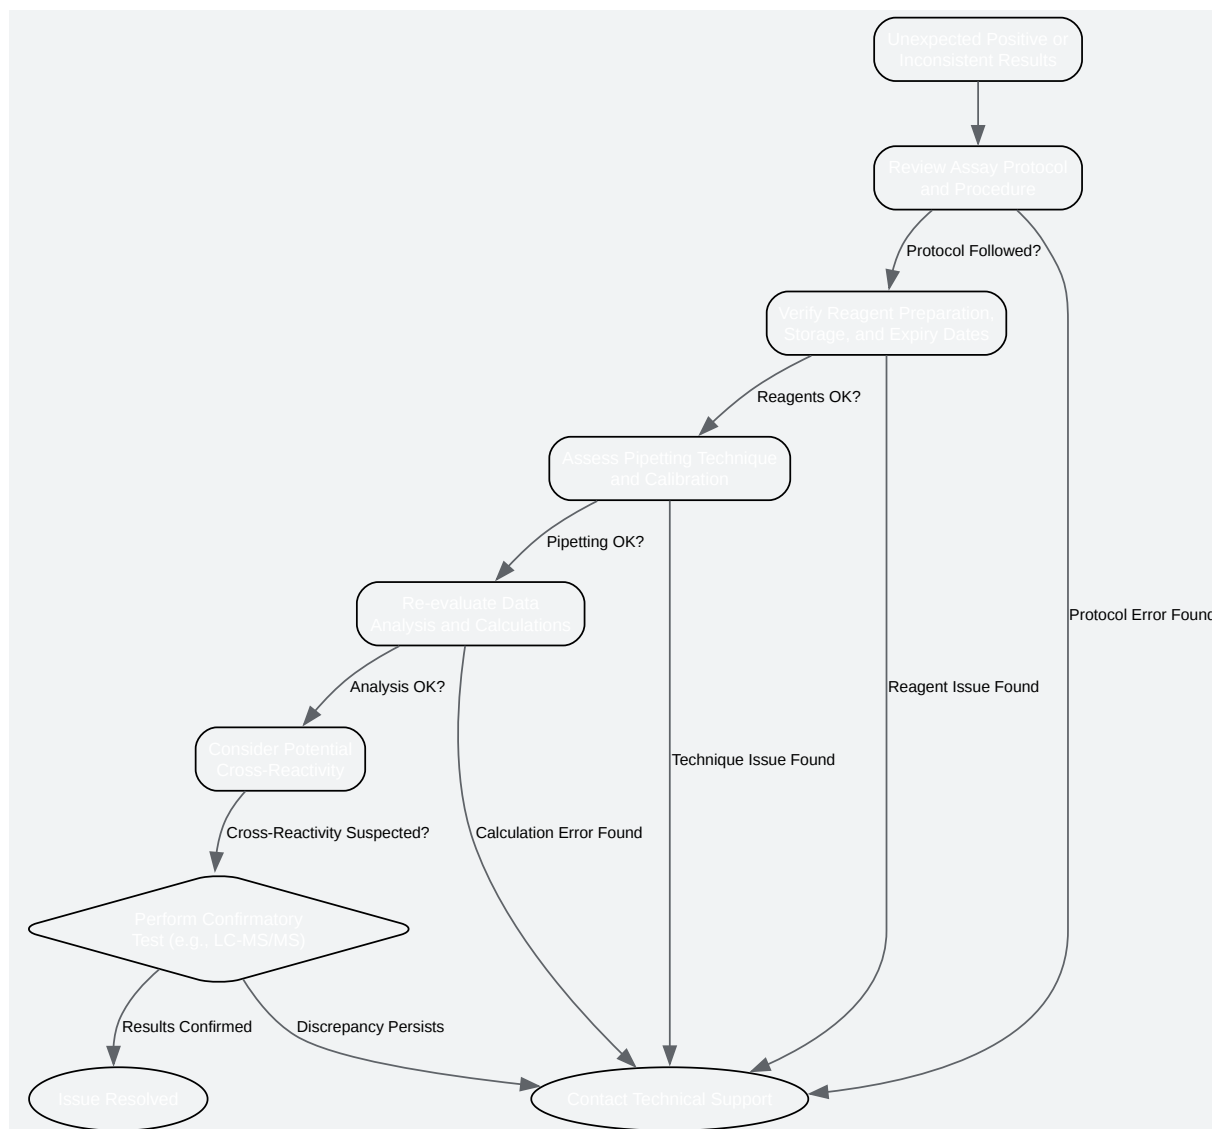 Unexpected Positive or
Inconsistent Results
Review Assay Protocol
and Procedure
Protocol Followed?
Verify Reagent Preparation,
Storage, and Expiry Dates
Reagents OK?
Assess Pipetting Technique
and Calibration
Pipetting OK?
Re-evaluate Data
Analysis and Calculations
Protocol Error Found
Analysis OK?
Reagent Issue Found
Consider Potential
Cross-Reactivity
Technique Issue Found
Cross-Reactivity Suspected?
Calculation Error Found
Perform Confirmatory
Test (e.g., LC-MS/MS)
Results Confirmed
Discrepancy Persists
Issue Resolved
Contact Technical Support